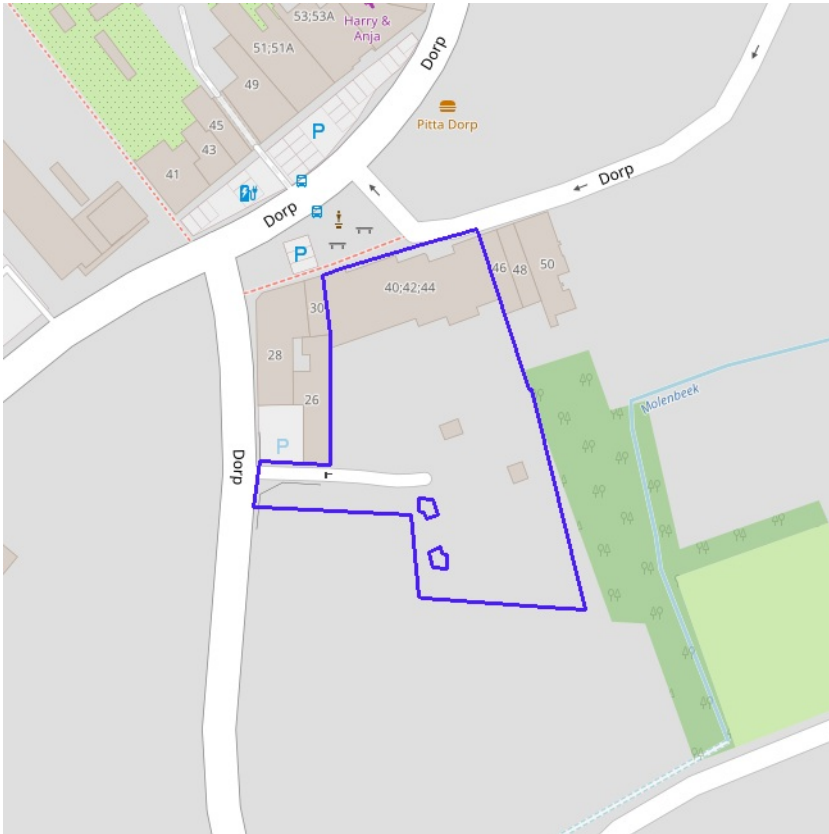 53;53A
Harry &
Anja
51;51A
Dorp
49
P
Pitta Dorp
45
43
41
Dorp
Dorp
P
46
48
50
40;42;44
30
28
26
Molenbeek
P
Dorp